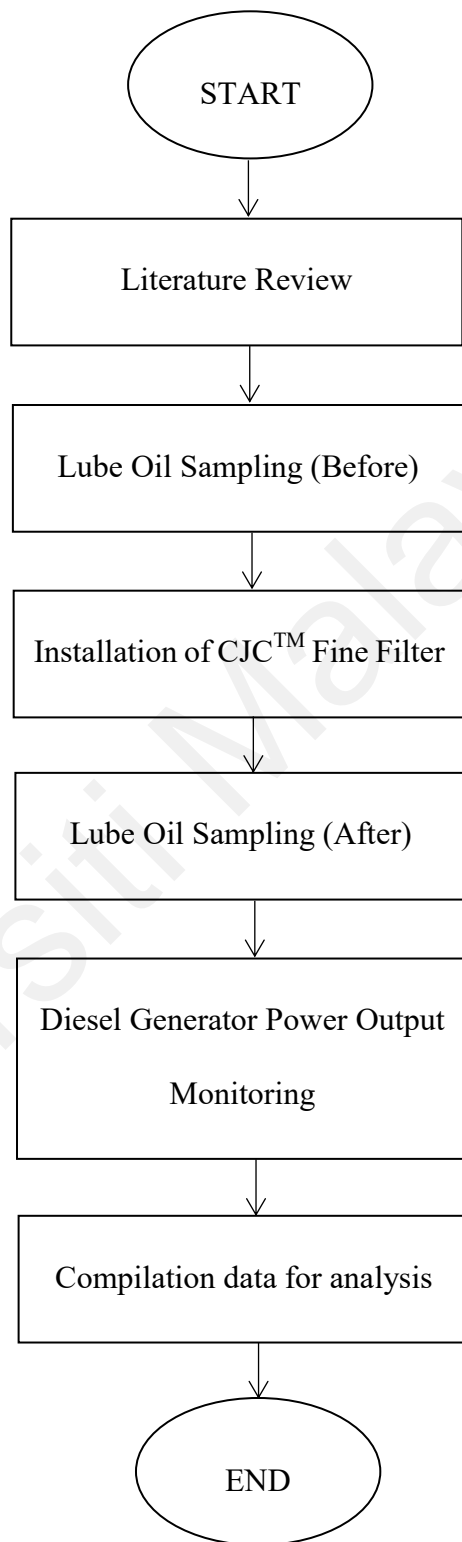 START
Literature Review
Lube Oil Sampling (Before)
Installation of CJC™ Fine Filter
Lube Oil Sampling (After)
Diesel Generator Power Output
Monitoring
Compilation data for analysis
END